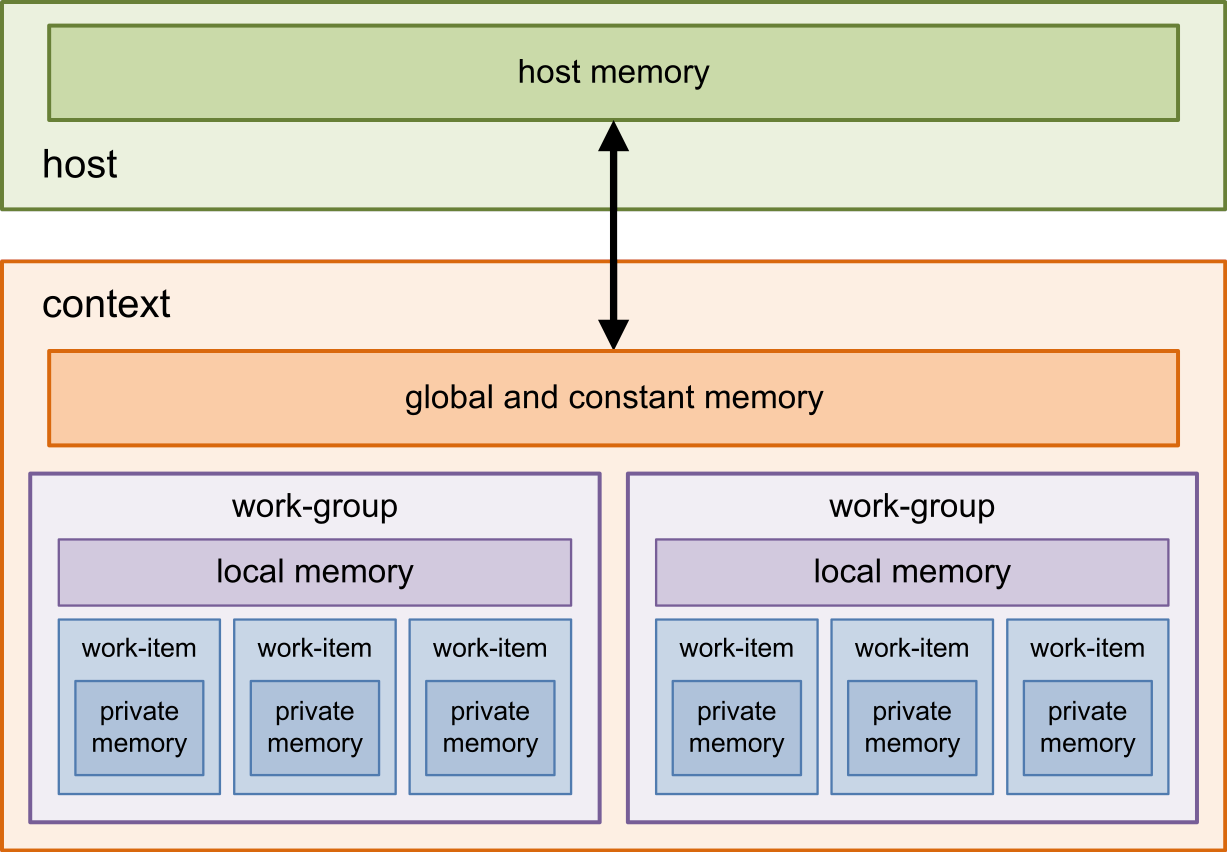 host memory
host
context
global and constant memory
work-group
local memory
work-item
private
memory
work-item
private
memory
work-item
private
memory
work-group
local memory
work-item
private
memory
work-item
private
memory
work-item
private
memory